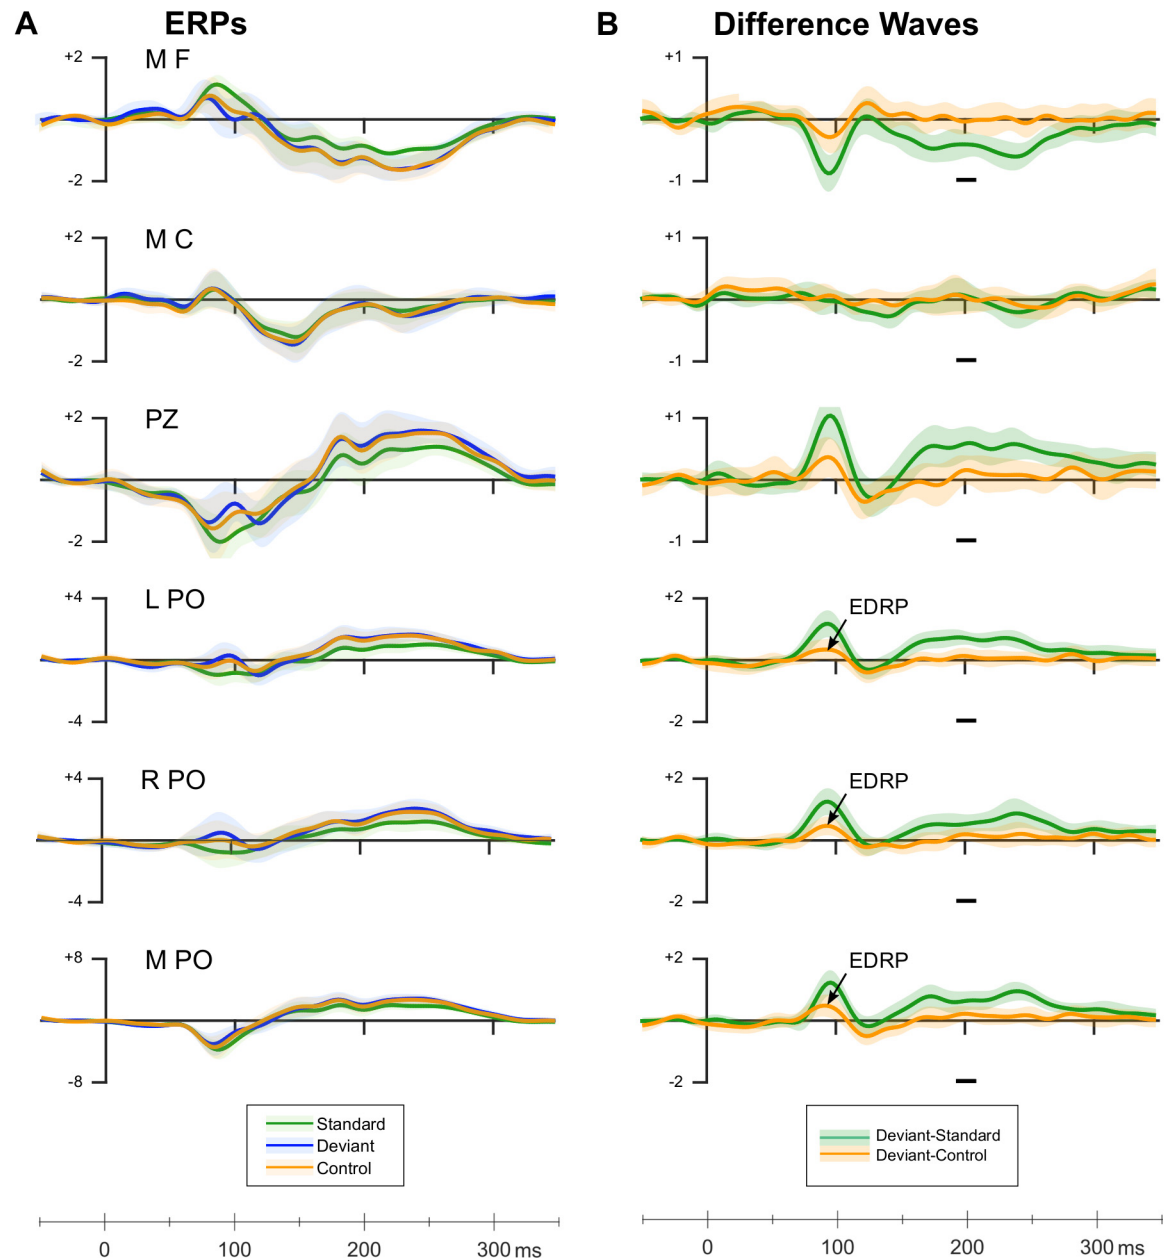 A ERPs
B Difference Waves
M F
+2
-2
+1
-1
M C
+2
-2
+1
-1
PZ
+2
-2
+1
-1
L PO
+4
-4
+2
-2
EDRP
R PO
+4
-4
+2
-2
EDRP
M PO
+8
-8
+2
-2
EDRP
Standard
Deviant
Control
Deviant-Standard
Deviant-Control
0 100 200 300 ms
0 100 200 300 ms